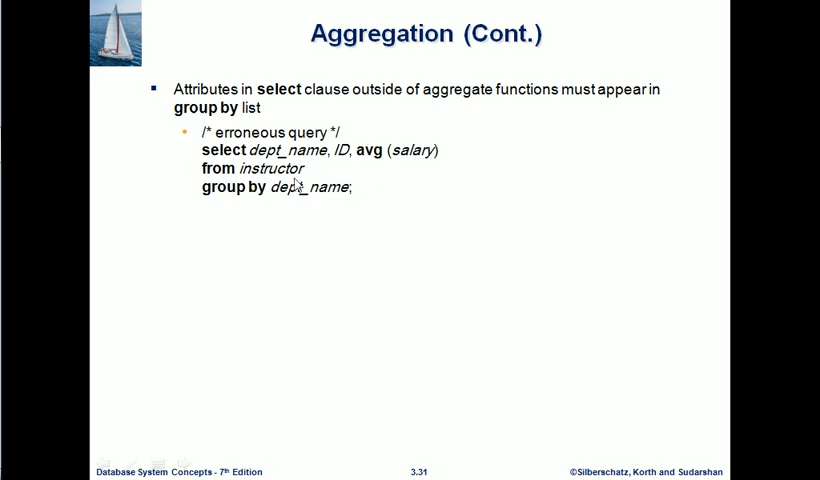 Aggregation (Cont.)
Attributes in select clause outside of aggregate functions must appear in
group by list
/* erroneous query */
select dept_name, ID, avg (salary)
from instructor
group by dept_name;
Database System Concepts - 7th Edition
3.31
©Silberschatz, Korth and Sudarshan